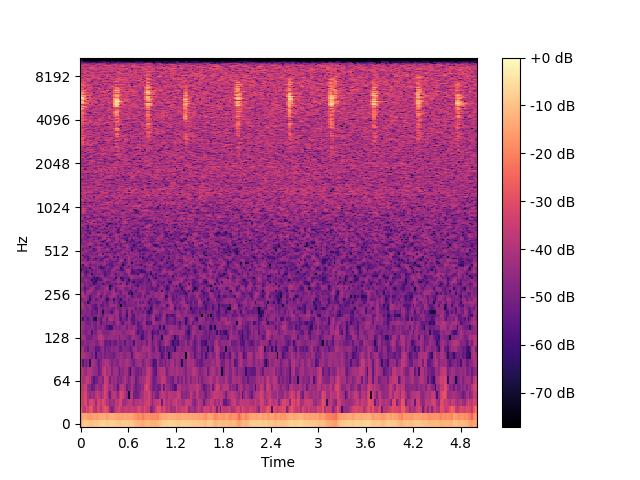 8192
4096
2048
1024
512
256
128
64
0
Hz
0 0.6 1.2 1.8 2.4 3 3.6 4.2 4.8
Time
+0 dB
-10 dB
-20 dB
-30 dB
-40 dB
-50 dB
-60 dB
-70 dB